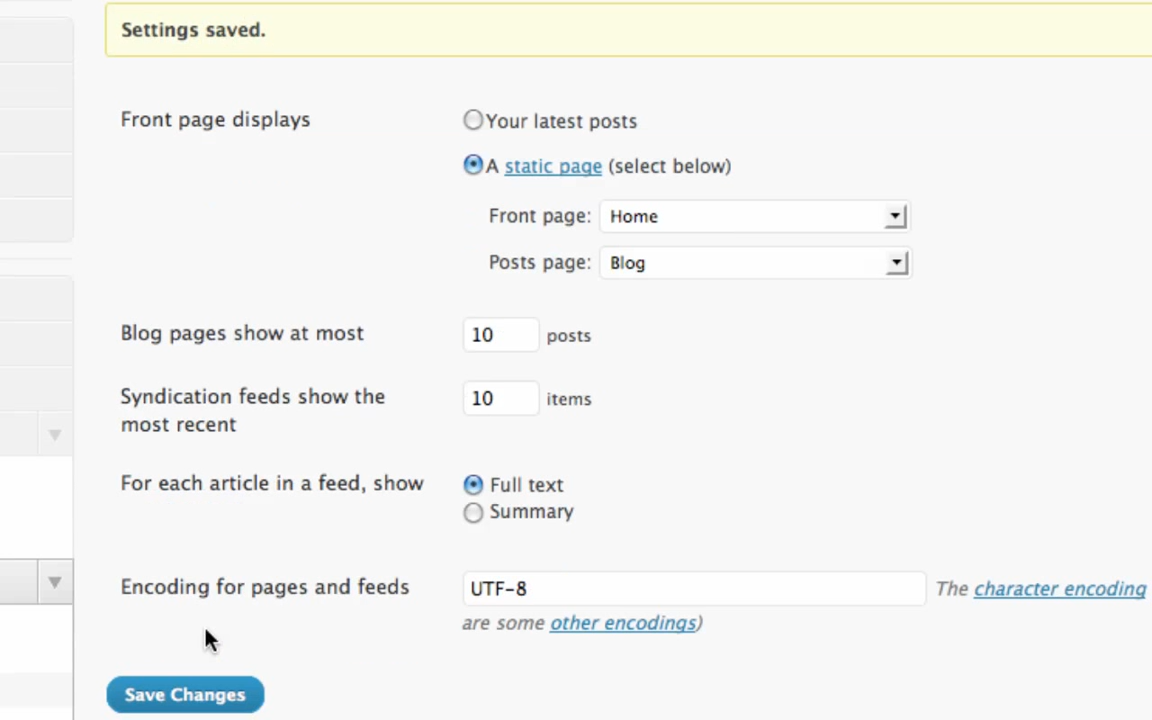 Settings saved.
Front page displays
Your latest posts
A static page (select below)
Front page: Home
Posts page: Blog
Blog pages show at most 10 posts
Syndication feeds show the 10 items
most recent
For each article in a feed, show Full text
Summary
Encoding for pages and feeds UTF-8 The character encoding
are some other encodings)
Save Changes